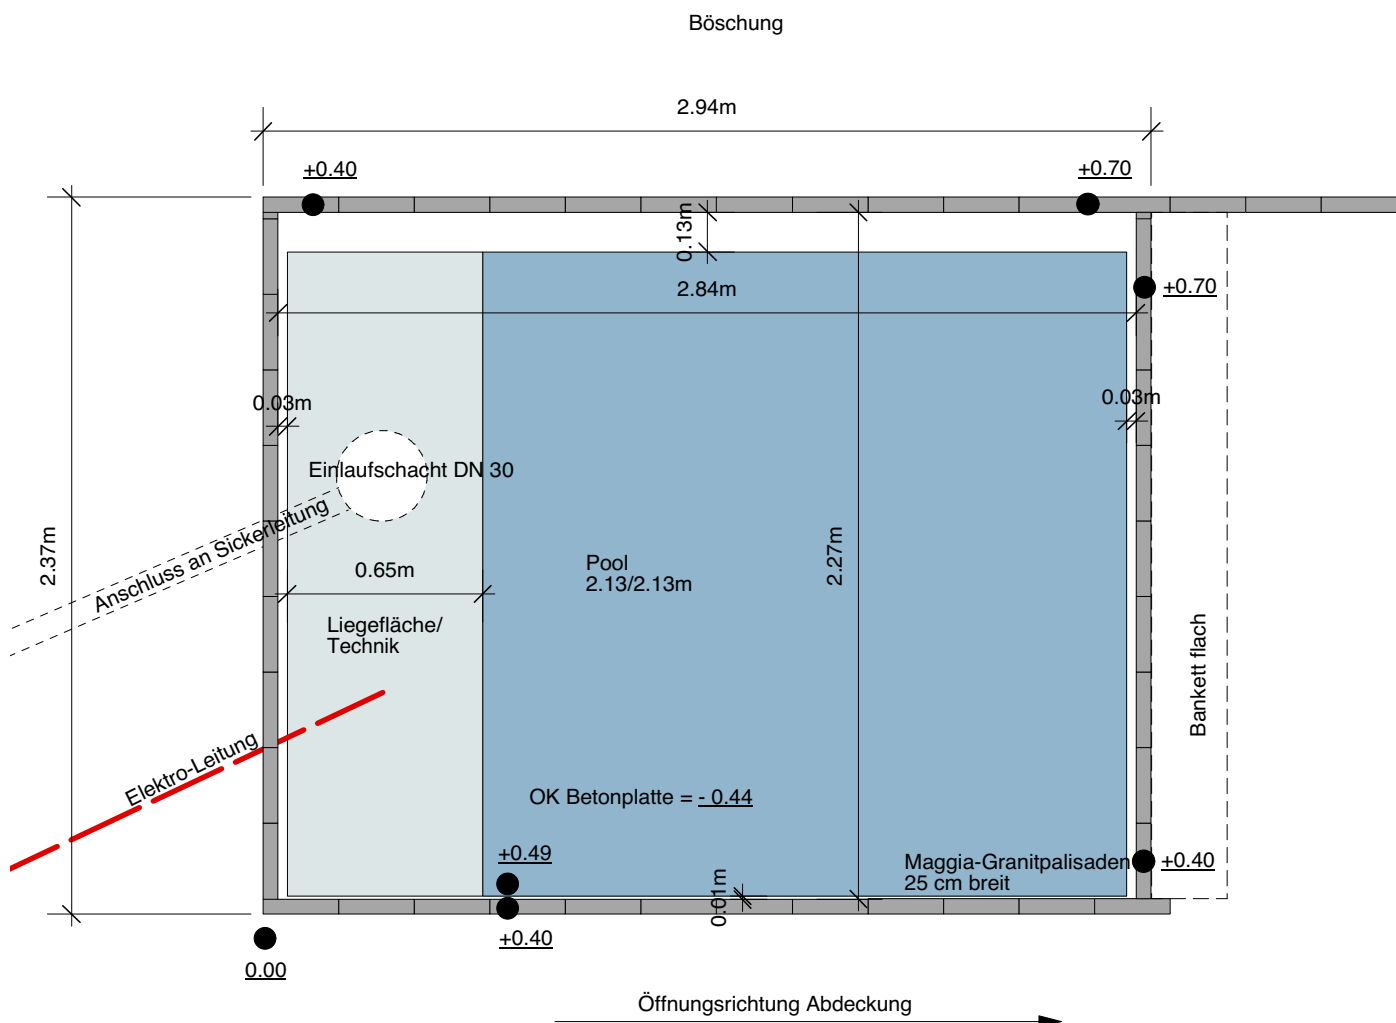 Böschung
2.94m
+0.40
+0.70
0.13m
2.84m
+0.70
0.03m
0.03m
Einlaufschacht DN 30
Anschluss an Sickerleitung
2.37m
0.65m
Pool
2.13/2.13m
2.27m
Liegefläche/
Technik
Bankett flach
Elektro-Leitung
OK Betonplatte = - 0.44
+0.49
Maggia-Granitpalisaden
25 cm breit
+0.40
0.01m
+0.40
0.00
Öffnungsrichtung Abdeckung